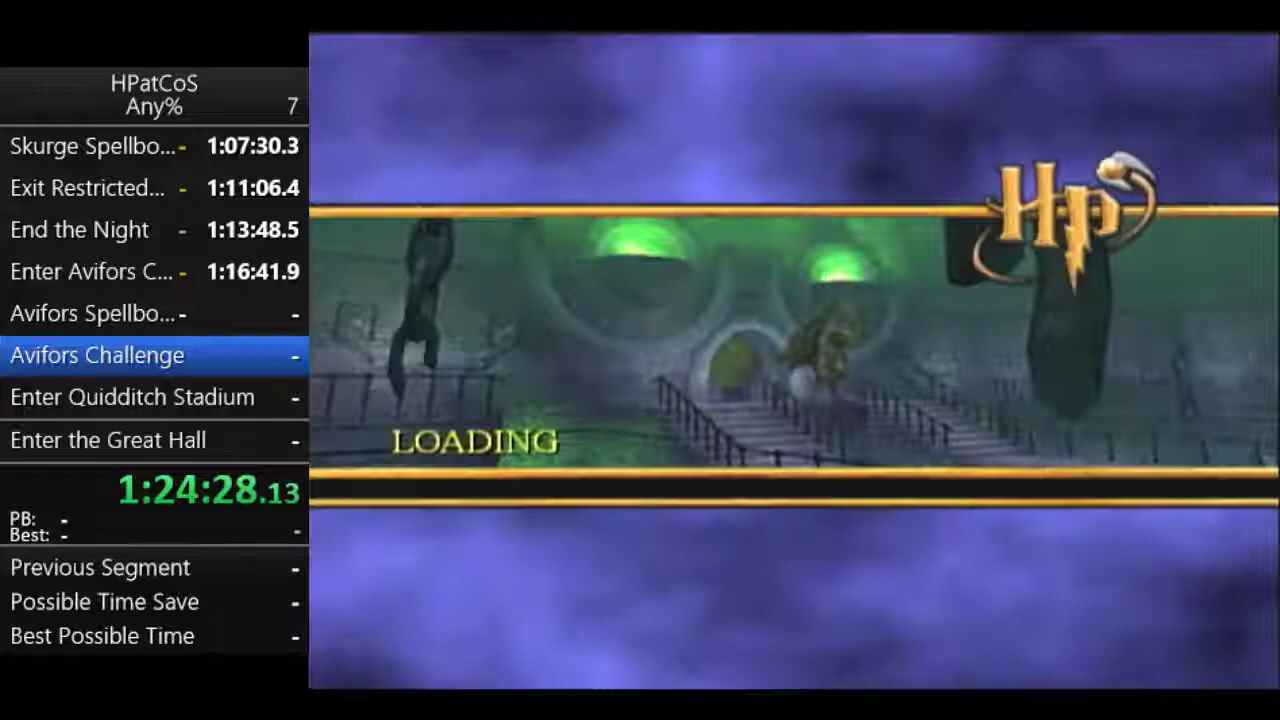 HPatCoS
Any% 7
Skurge Spellbo... - 1:07:30.3
Exit Restricted... - 1:11:06.4
End the Night - 1:13:48.5
Enter Avifors C... - 1:16:41.9
Avifors Spellbo... - -
Avifors Challenge -
Enter Quidditch Stadium -
Enter the Great Hall -
1:24:28.13
PB: -
Best: - -
Previous Segment -
Possible Time Save -
Best Possible Time -
HP
LOADING